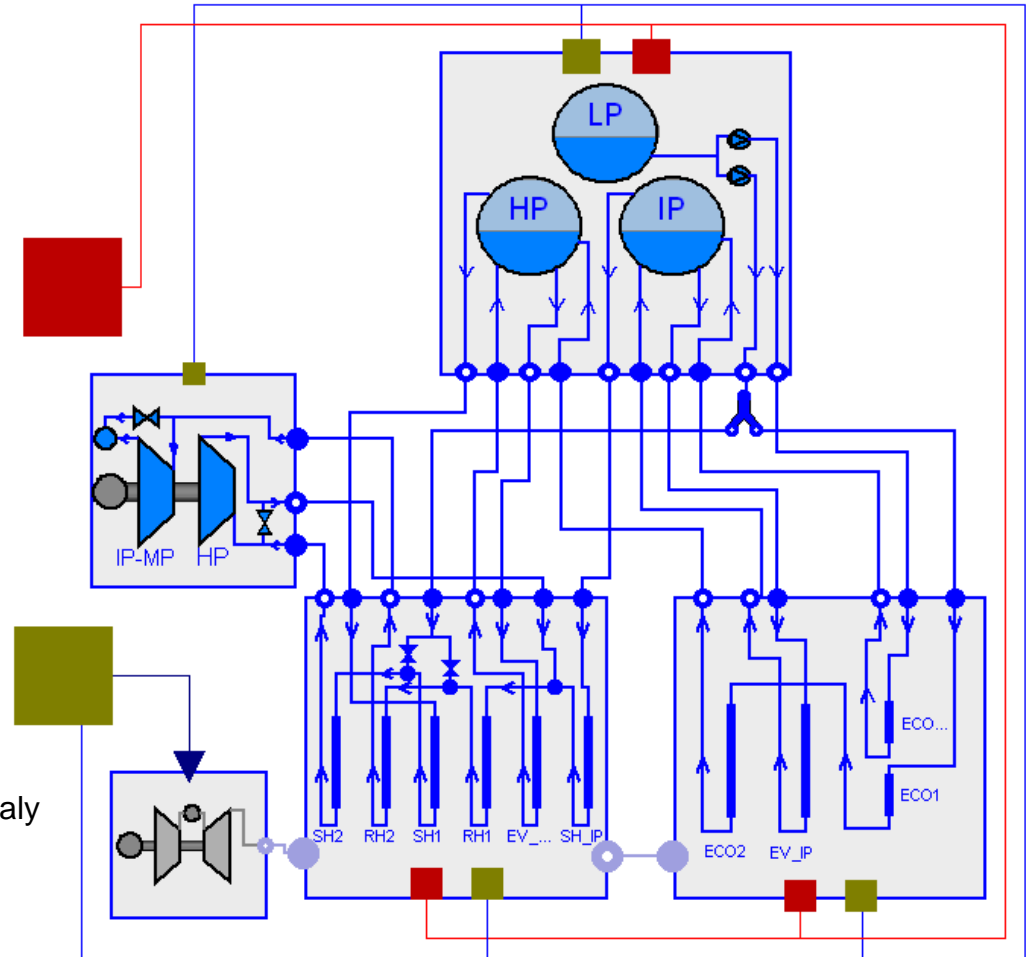 LP
HP IP
IP-MP HP
ECO...
ECO1
aly
SH2 RH2 SH1 RH1 EV_... SH_IP
ECO2 EV_IP